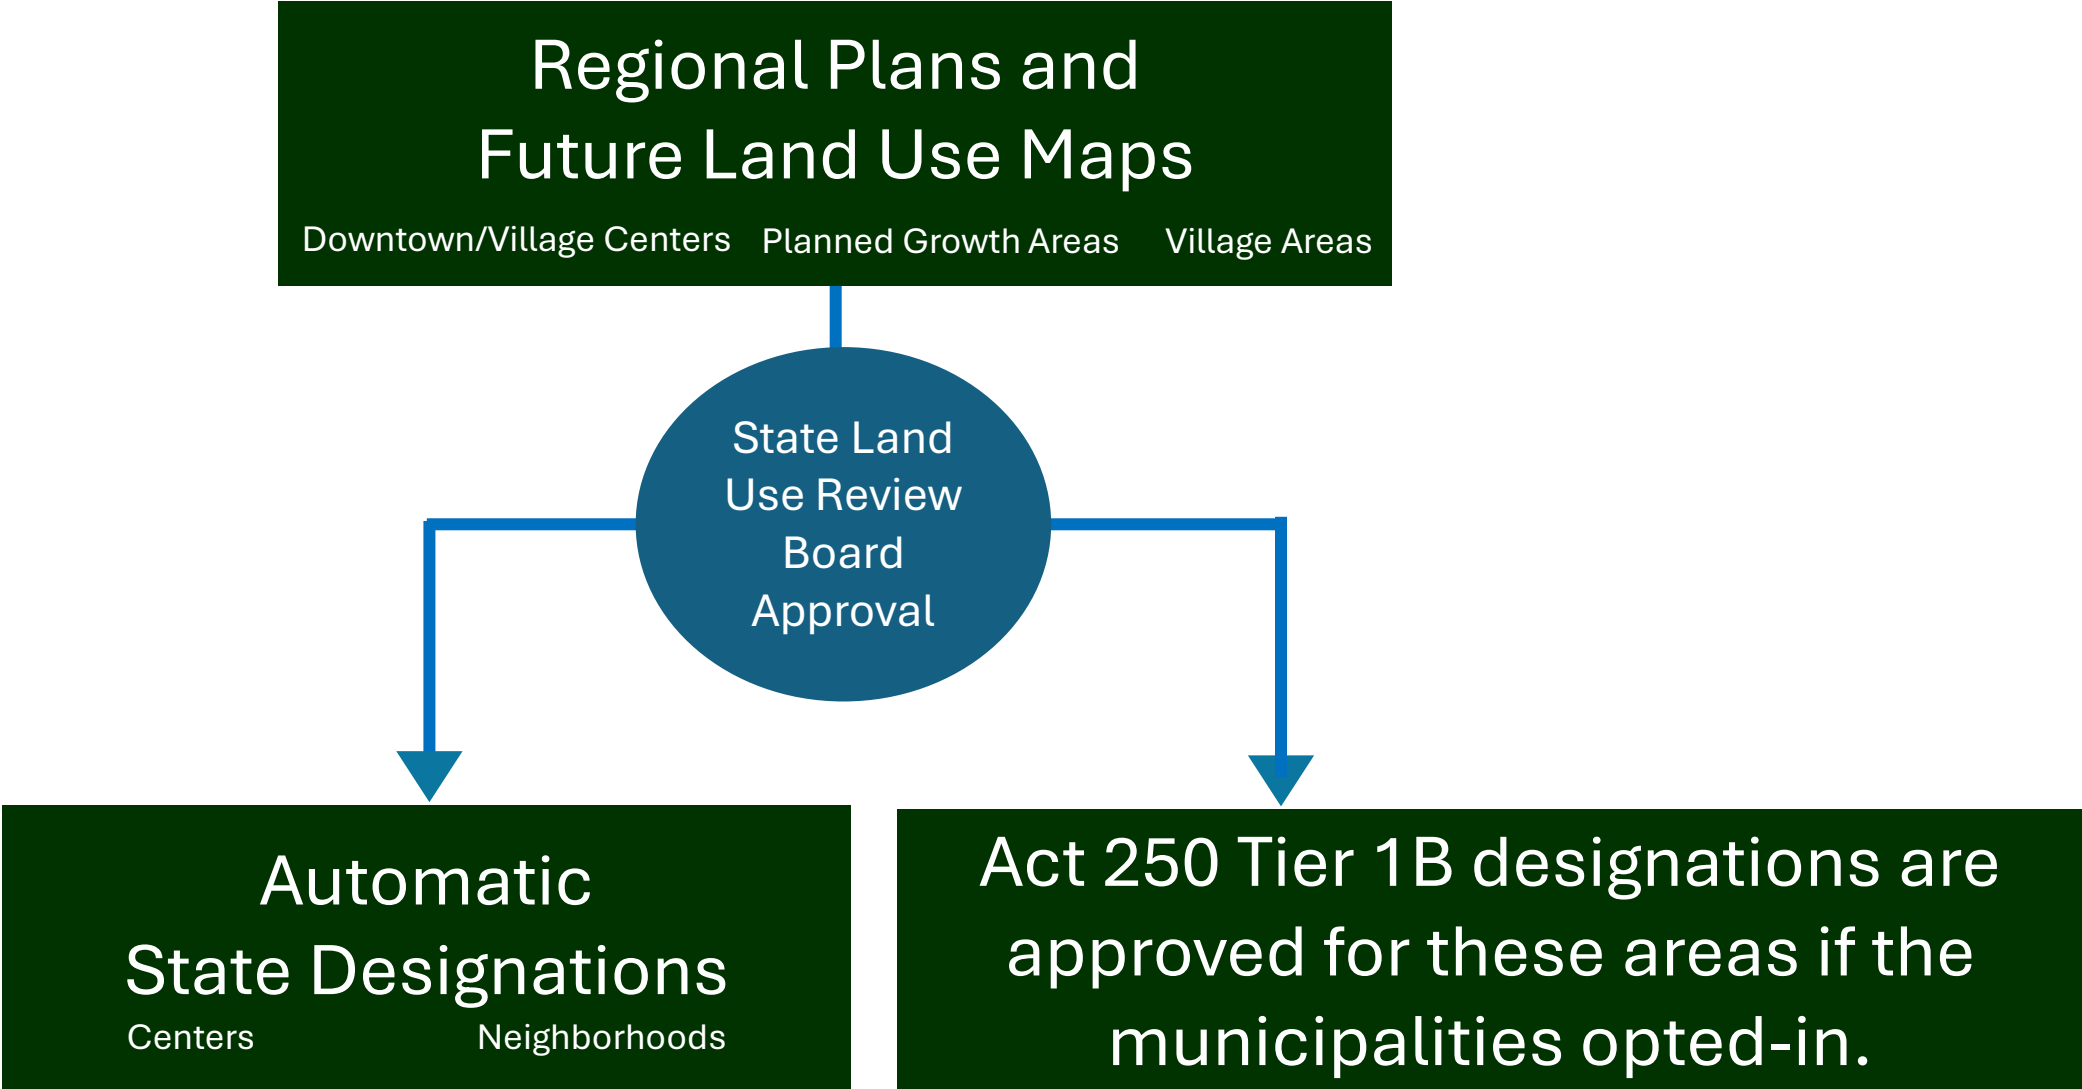 Regional Plans and
Future Land Use Maps
Downtown/Village Centers Planned Growth Areas Village Areas
State Land
Use Review
Board
Approval
Automatic
State Designations
Centers Neighborhoods
Act 250 Tier 1B designations are
approved for these areas if the
municipalities opted-in.